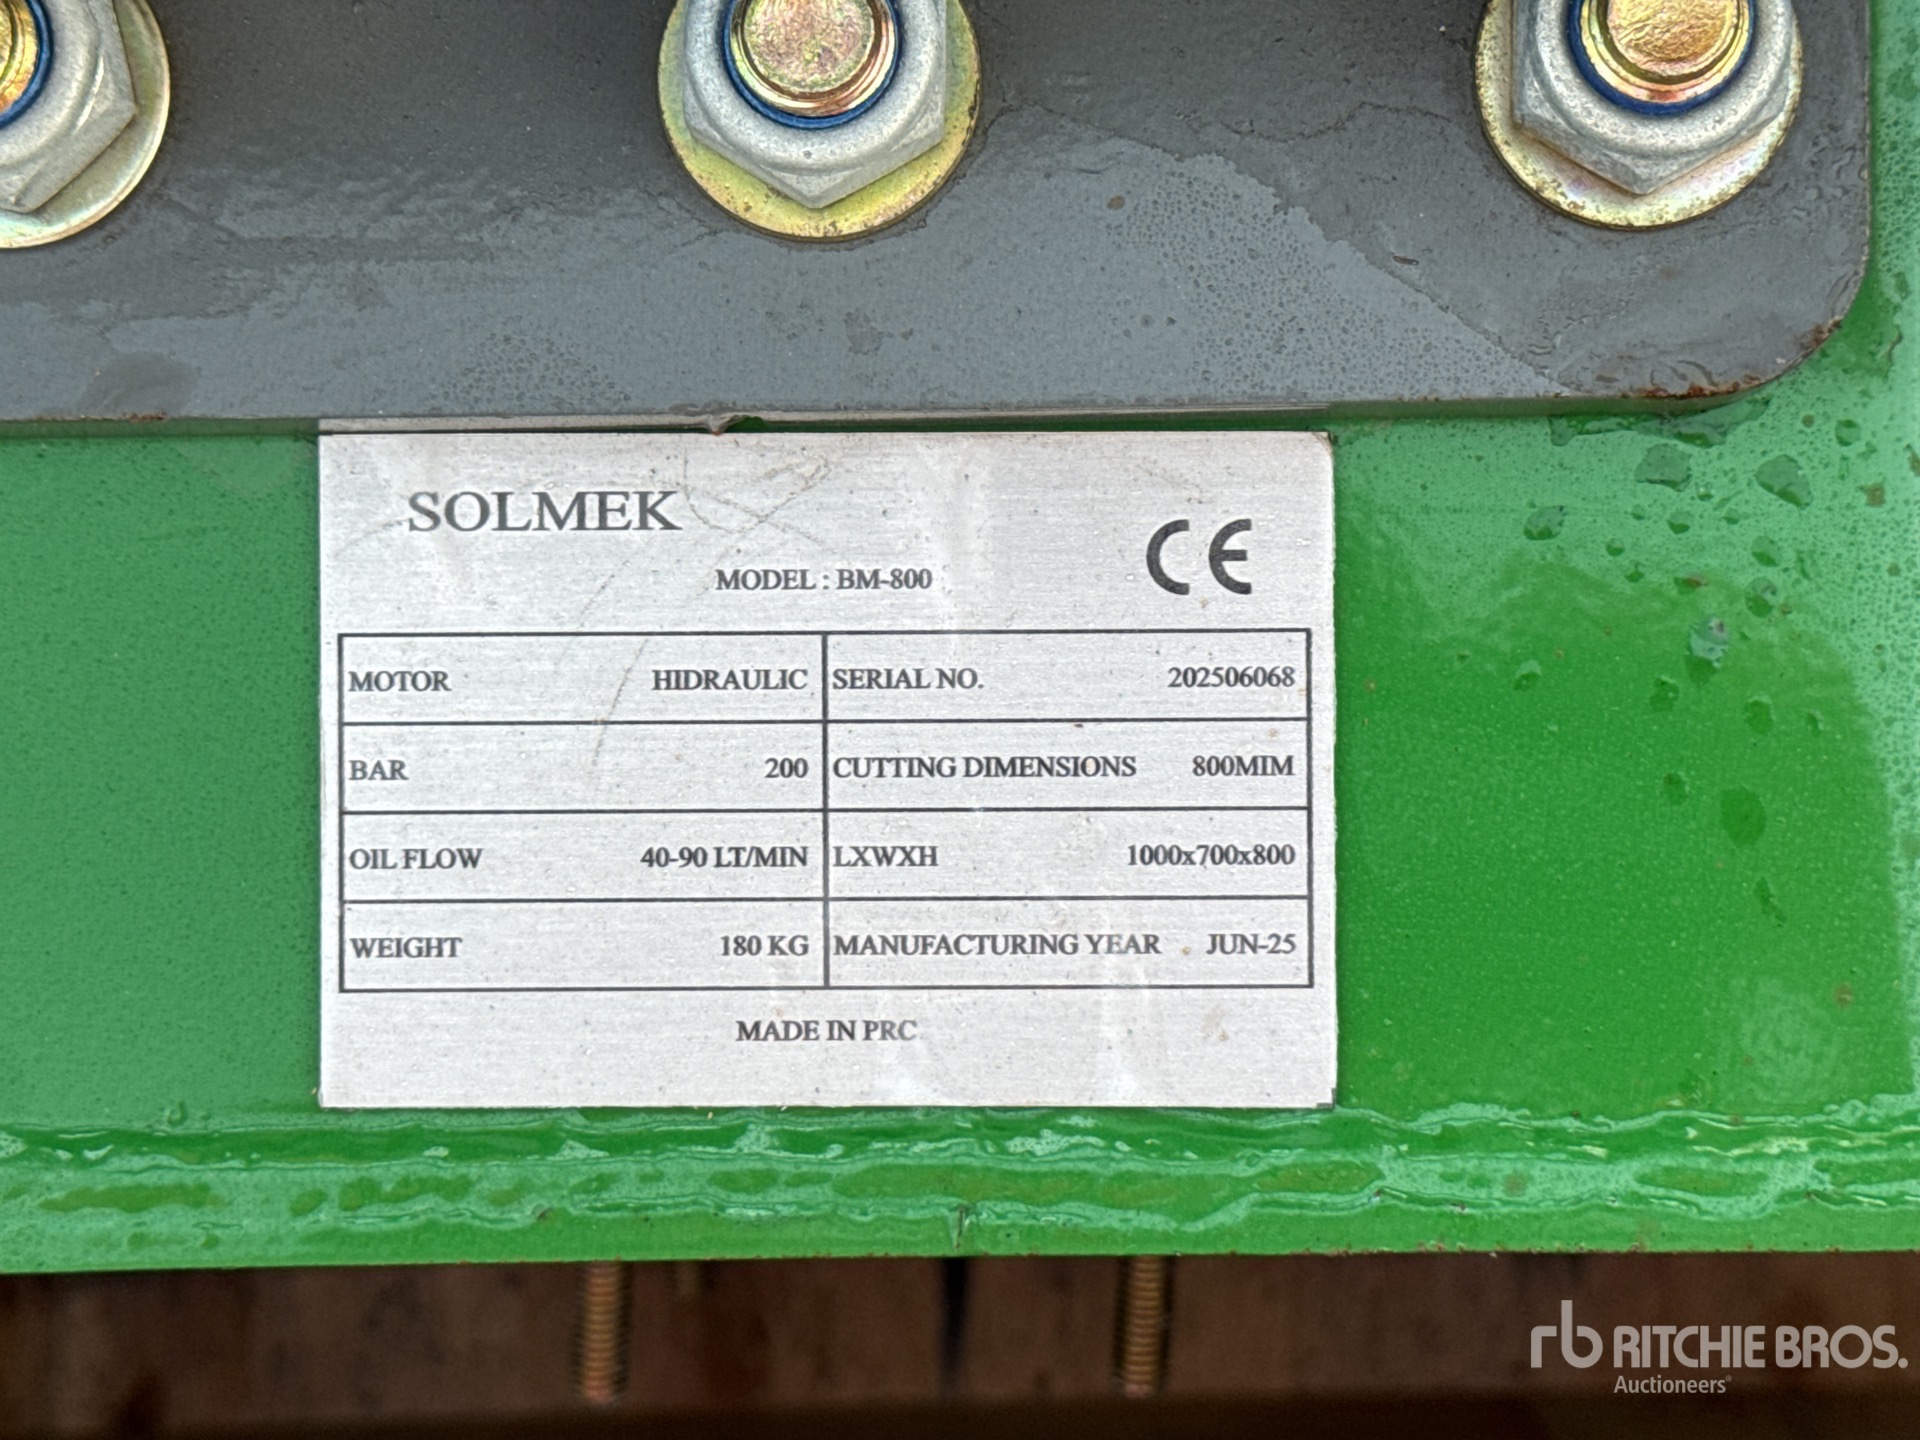 SOLMEK
MODEL : BM-800
CE
MOTOR HIDRAULIC SERIAL NO. 202506068
BAR 200 CUTTING DIMENSIONS 800MIM
OIL FLOW 40-90 LT/MIN LXWXH 1000x700x800
WEIGHT 180 KG MANUFACTURING YEAR JUN-25
MADE IN PRC
rb RITCHIE BROS.
Auctioneers